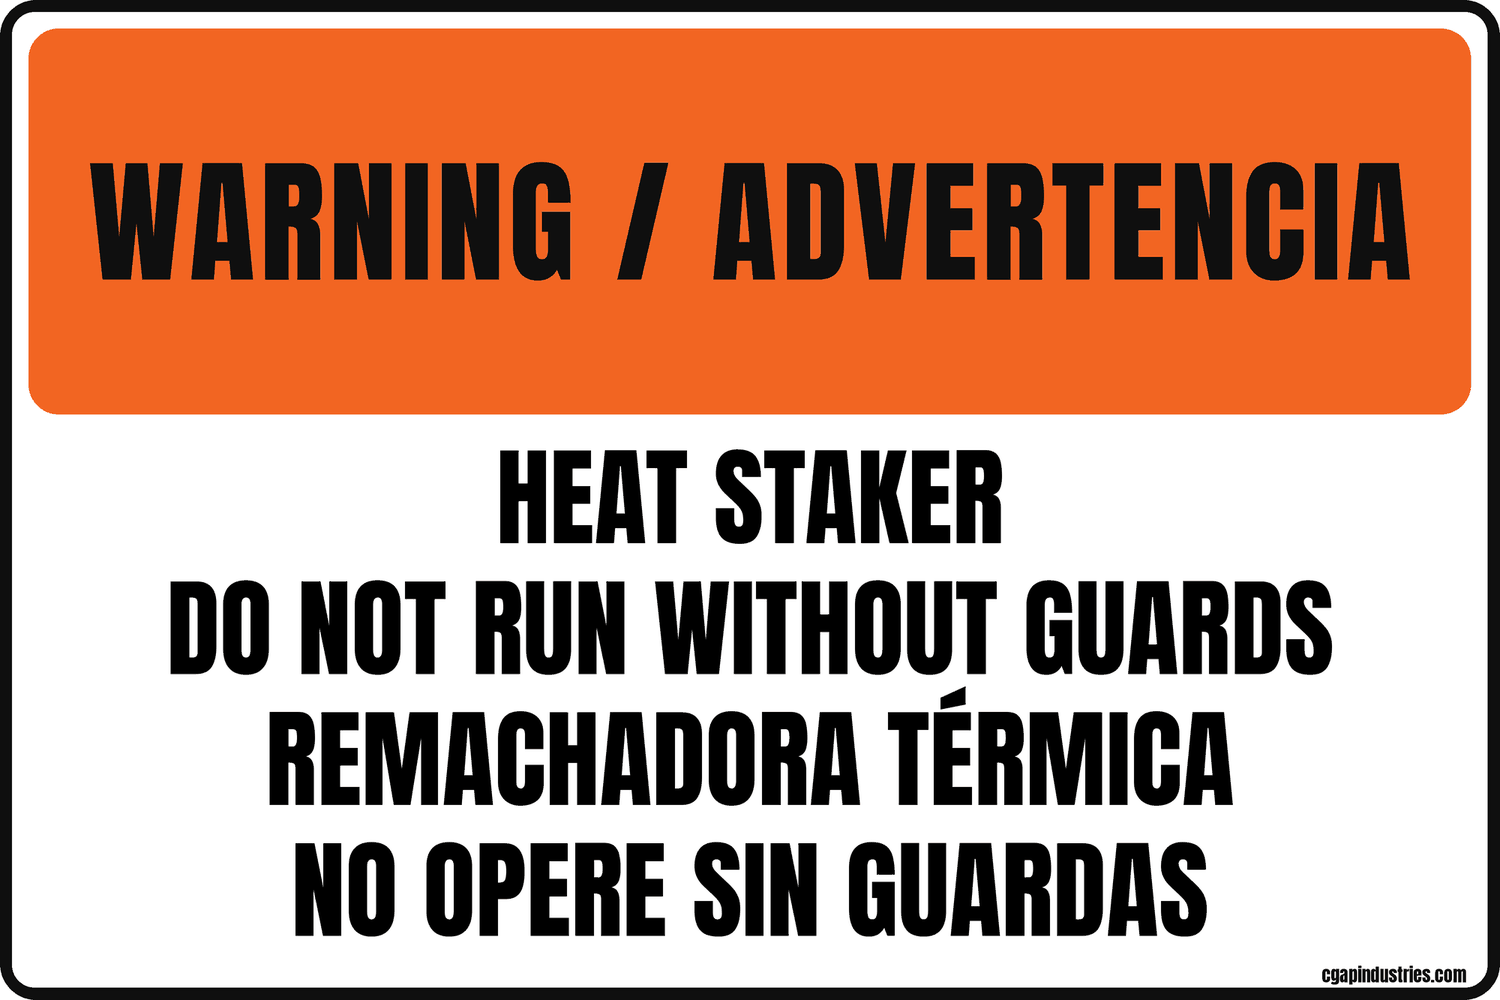 WARNING / ADVERTENCIA
HEAT STAKER
DO NOT RUN WITHOUT GUARDS
REMACHADORA TÉRMICA
NO OPERE SIN GUARDAS
cgapindustries.com